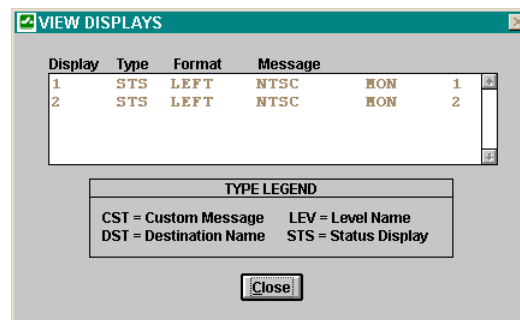 VIEW DISPLAYS
Display Type Format Message
1 STS LEFT NTSC MON 1
2 STS LEFT NTSC MON 2
TYPE LEGEND
CST = Custom Message LEV = Level Name
DST = Destination Name STS = Status Display
Close